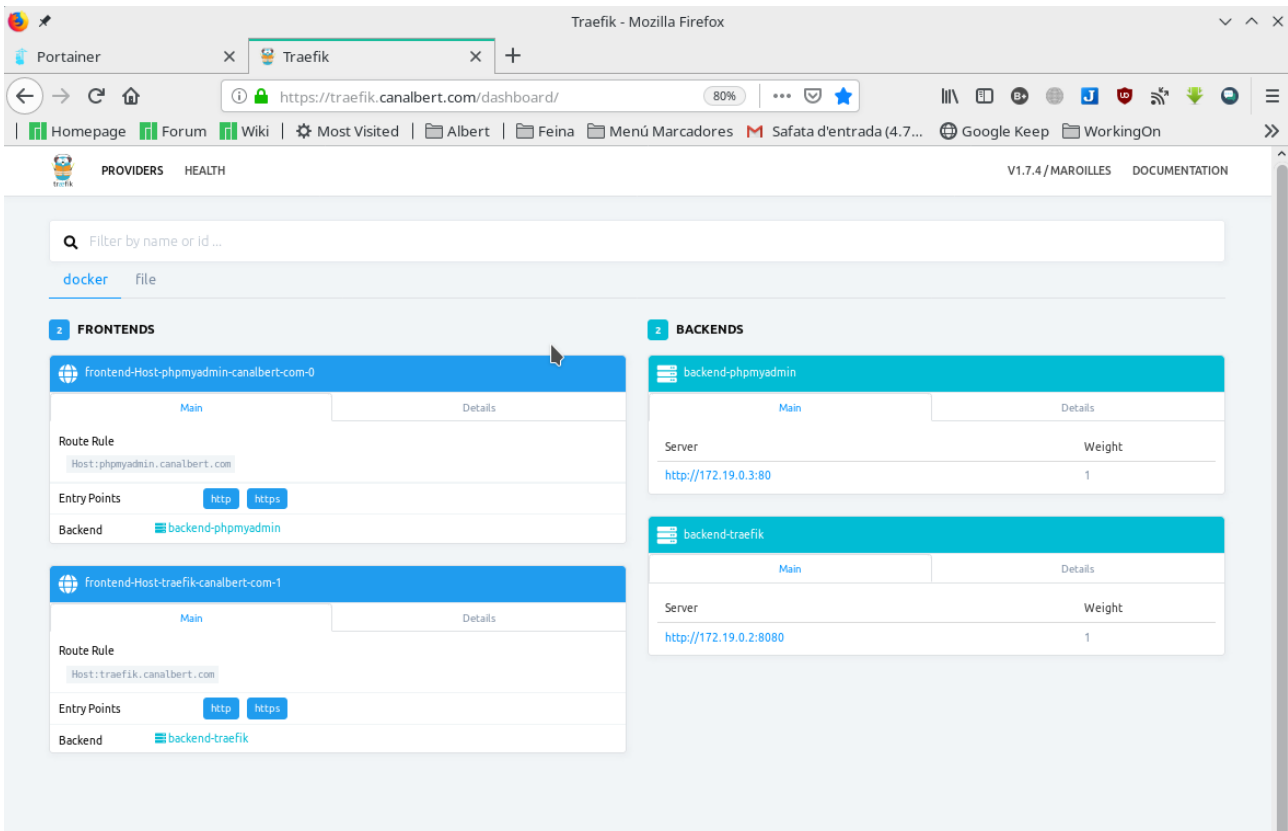 Traefik - Mozilla Firefox
Portainer
Traefik
https://traefik.canalbert.com/dashboard/
80%
Homepage Forum Wiki Most Visited Albert Feina Menú Marcadores Safata d'entrada (4.7... Google Keep WorkingOn
træfik
PROVIDERS HEALTH V1.7.4 / MAROILLES DOCUMENTATION
Filter by name or id ...
docker file
2 FRONTENDS
frontend-Host-phpmyadmin-canalbert-com-0
Main Details
Route Rule
Host:phpmyadmin.canalbert.com
Entry Points http https
Backend backend-phpmyadmin
frontend-Host-traefik-canalbert-com-1
Main Details
Route Rule
Host:traefik.canalbert.com
Entry Points http https
Backend backend-traefik
2 BACKENDS
backend-phpmyadmin
Main Details
Server Weight
http://172.19.0.3:80 1
backend-traefik
Main Details
Server Weight
http://172.19.0.2:8080 1